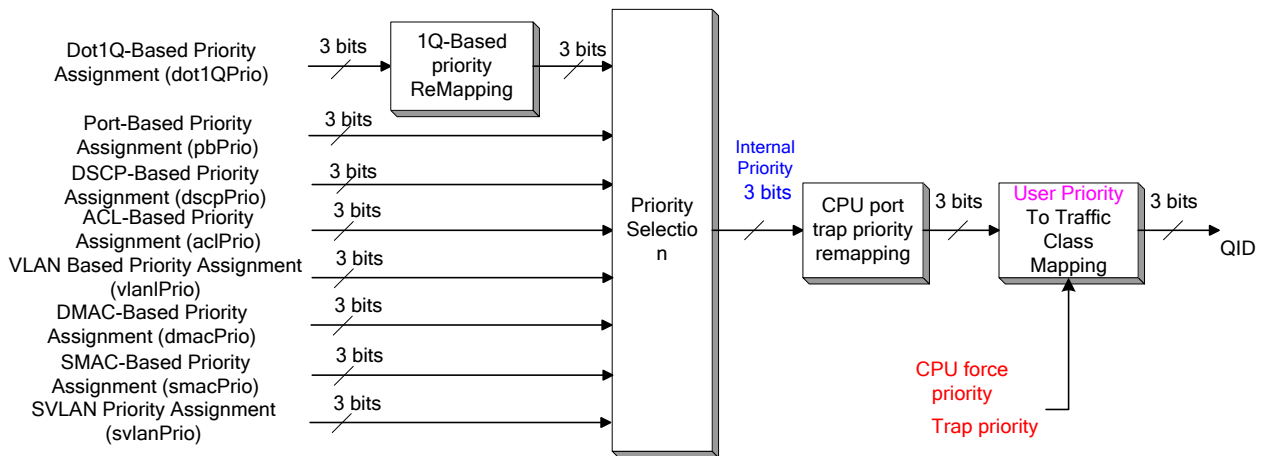 Dot1Q-Based Priority
Assignment (dot1QPrio)
3 bits
1Q-Based
priority
ReMapping
3 bits
Port-Based Priority
Assignment (pbPrio)
3 bits
DSCP-Based Priority
Assignment (dscpPrio)
3 bits
ACL-Based Priority
Assignment (aclPrio)
3 bits
VLAN Based Priority Assignment
(vlanlPrio)
3 bits
DMAC-Based Priority
Assignment (dmacPrio)
3 bits
SMAC-Based Priority
Assignment (smacPrio)
3 bits
SVLAN Priority Assignment
(svlanPrio)
3 bits
Priority
Selectio
n
Internal
Priority
3 bits
CPU port
trap priority
remapping
3 bits
User Priority
To Traffic
Class
Mapping
3 bits
QID
CPU force
priority
Trap priority